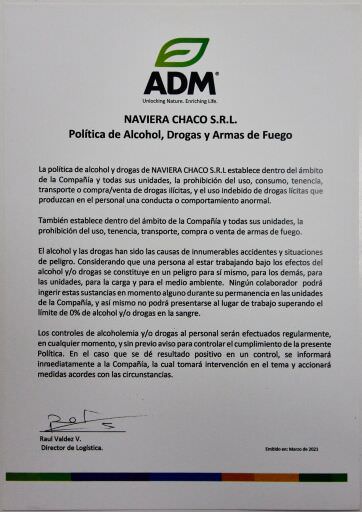 ADM
Unlocking Nature. Enriching Life.
NAVIERA CHACO S.R.L.
Política de Alcohol, Drogas y Armas de Fuego
La política de alcohol y drogas de NAVIERA CHACO S.R.L establece dentro del ámbito
de la Compañía y todas sus unidades, la prohibición del uso, consumo, tenencia,
transporte o compra/venta de drogas ilícitas, y el uso indebido de drogas lícitas que
produzcan en el personal una conducta o comportamiento anormal.
También establece dentro del ámbito de la Compañía y todas sus unidades, la
prohibición del uso, tenencia, transporte, compra o venta de armas de fuego.
El alcohol y las drogas han sido las causas de innumerables accidentes y situaciones
de peligro. Considerando que una persona al estar trabajando bajo los efectos del
alcohol y/o drogas se constituye en un peligro para sí mismo, para los demás, para
las unidades, para la carga y para el medio ambiente. Ningún colaborador podrá
ingerir estas sustancias en momento alguno durante su permanencia en las unidades
de la Compañía, y así mismo no podrá presentarse al lugar de trabajo superando el
límite de 0% de alcohol y/o drogas en la sangre.
Los controles de alcoholemia y/o drogas al personal serán efectuados regularmente,
en cualquier momento, y sin previo aviso para controlar el cumplimiento de la presente
Política. En el caso que se dé resultado positivo en un control, se informará
inmediatamente a la Compañía, la cual tomará intervención en el tema y accionará
medidas acordes con las circunstancias.
Raul Valdez V.
Director de Logística.
Emitido en: Marzo de 2021